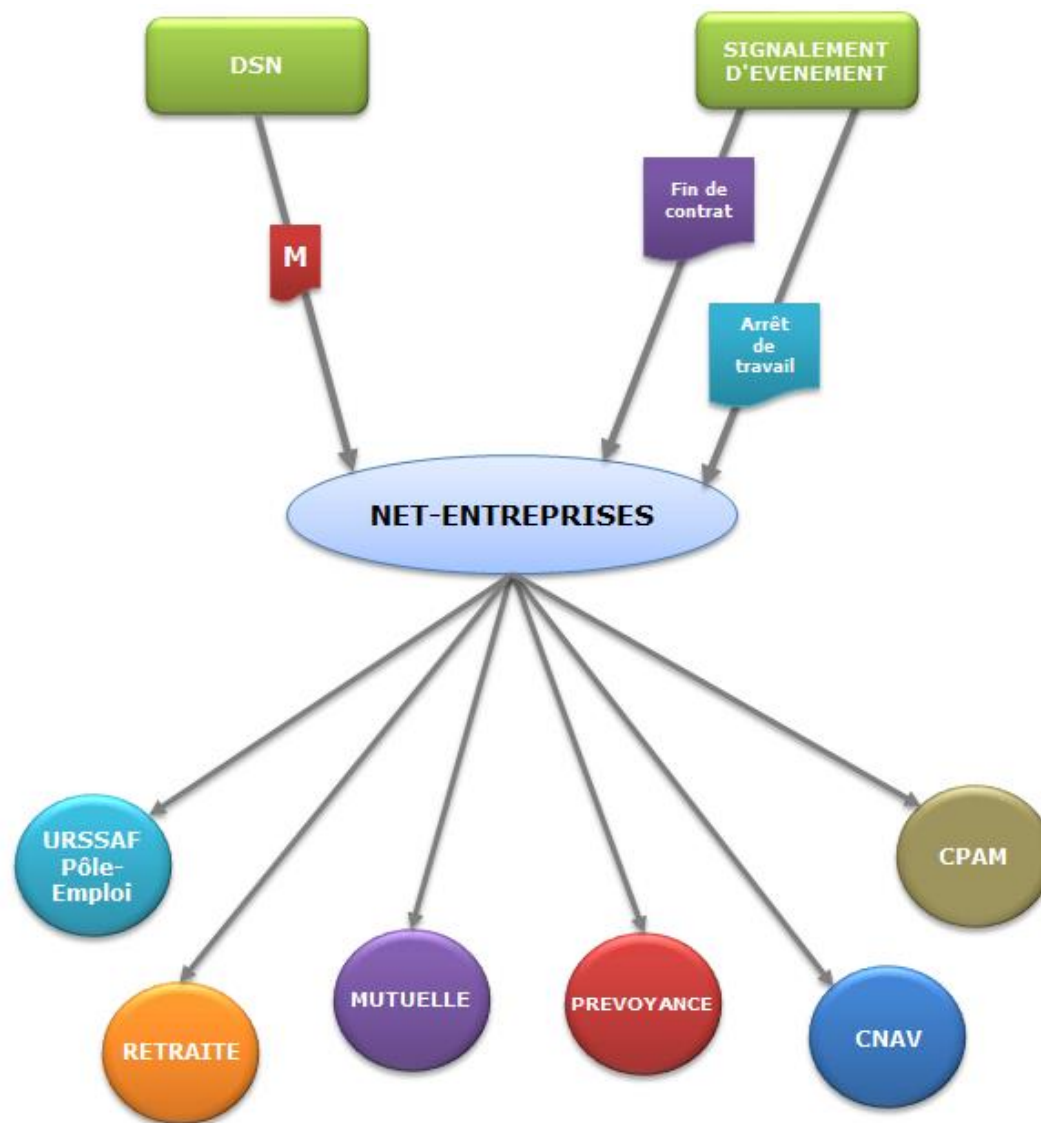 DSN
SIGNALEMENT
D'EVENEMENT
Fin de
contrat
M
Arrêt
de
travail
NET-ENTREPRISES
URSSAF
Pôle-
Emploi
CPAM
MUTUELLE
PREVOYANCE
RETRAITE
CNAV